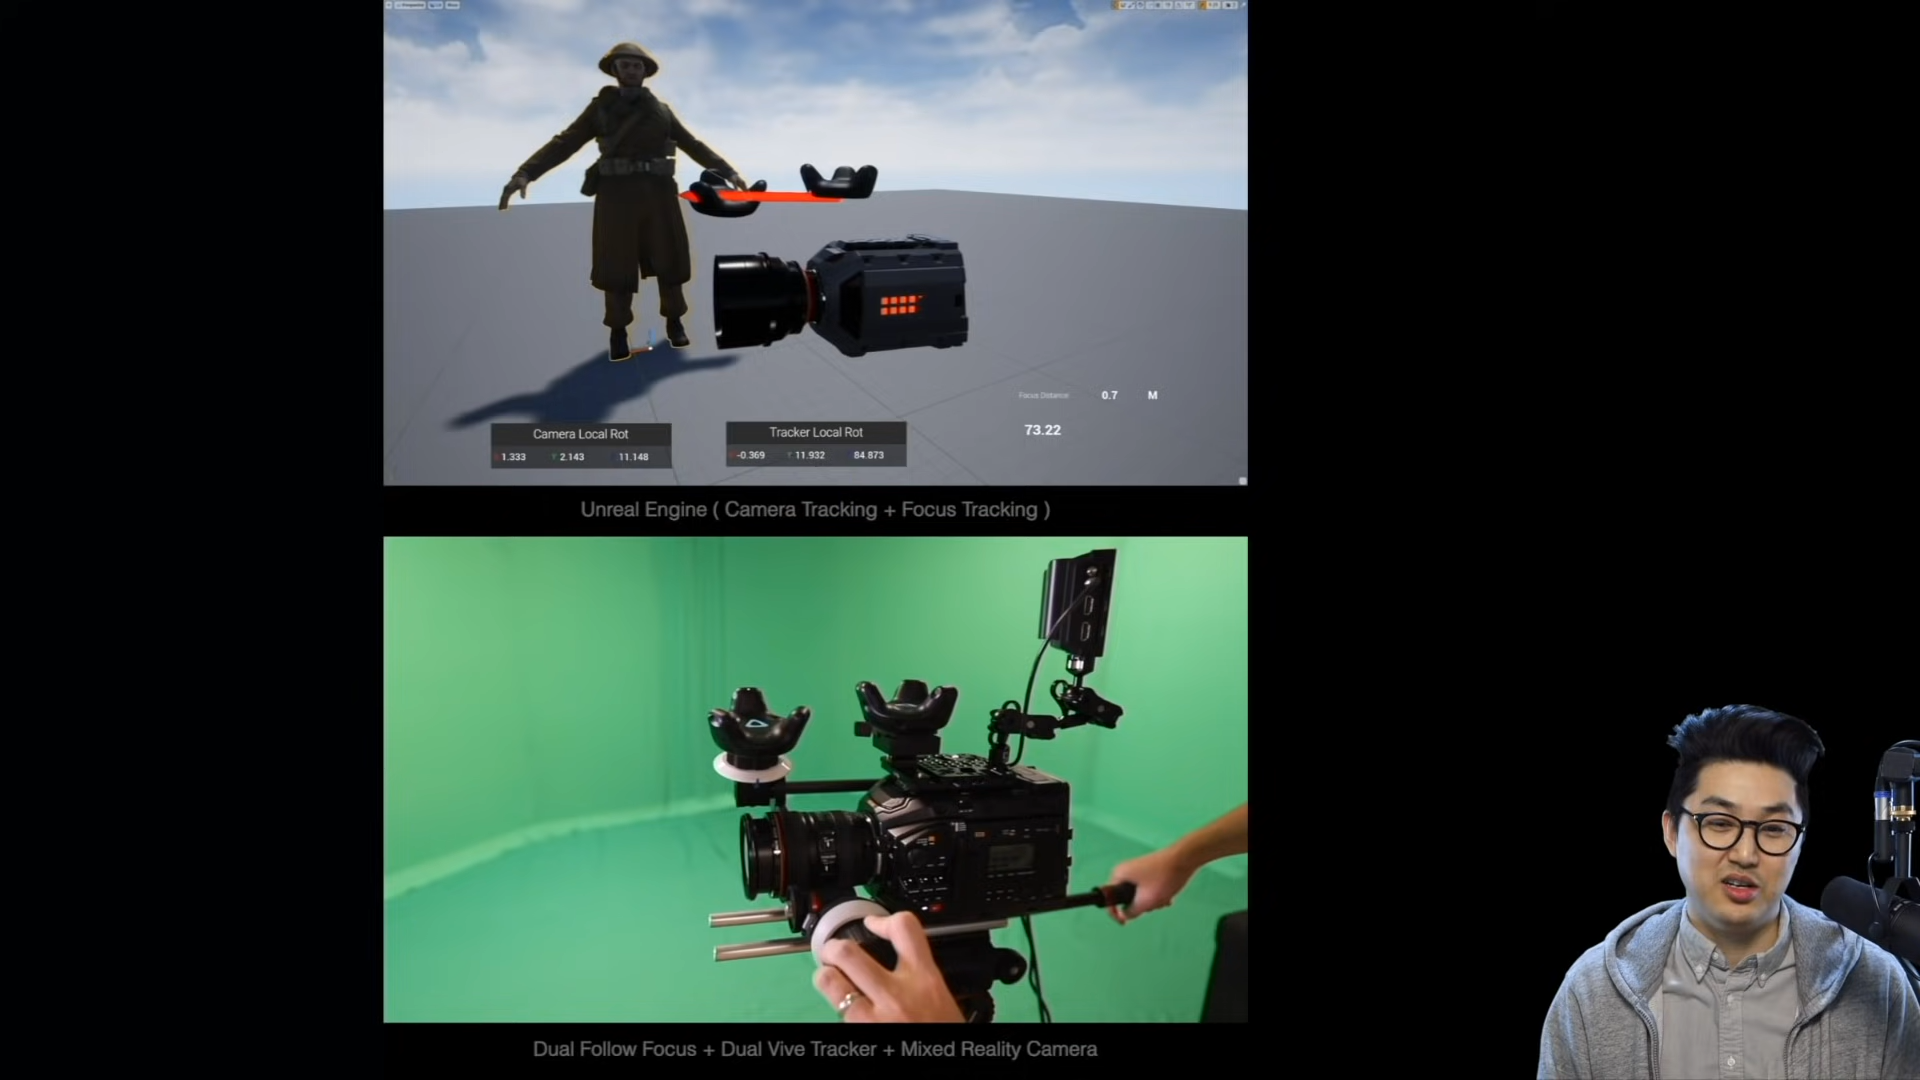 Focus Distance 0.7 M
73.22
Camera Local Rot
Tracker Local Rot
1.333 2.143 11.148
-0.369 11.932 84.873
Unreal Engine ( Camera Tracking + Focus Tracking )
Dual Follow Focus + Dual Vive Tracker + Mixed Reality Camera